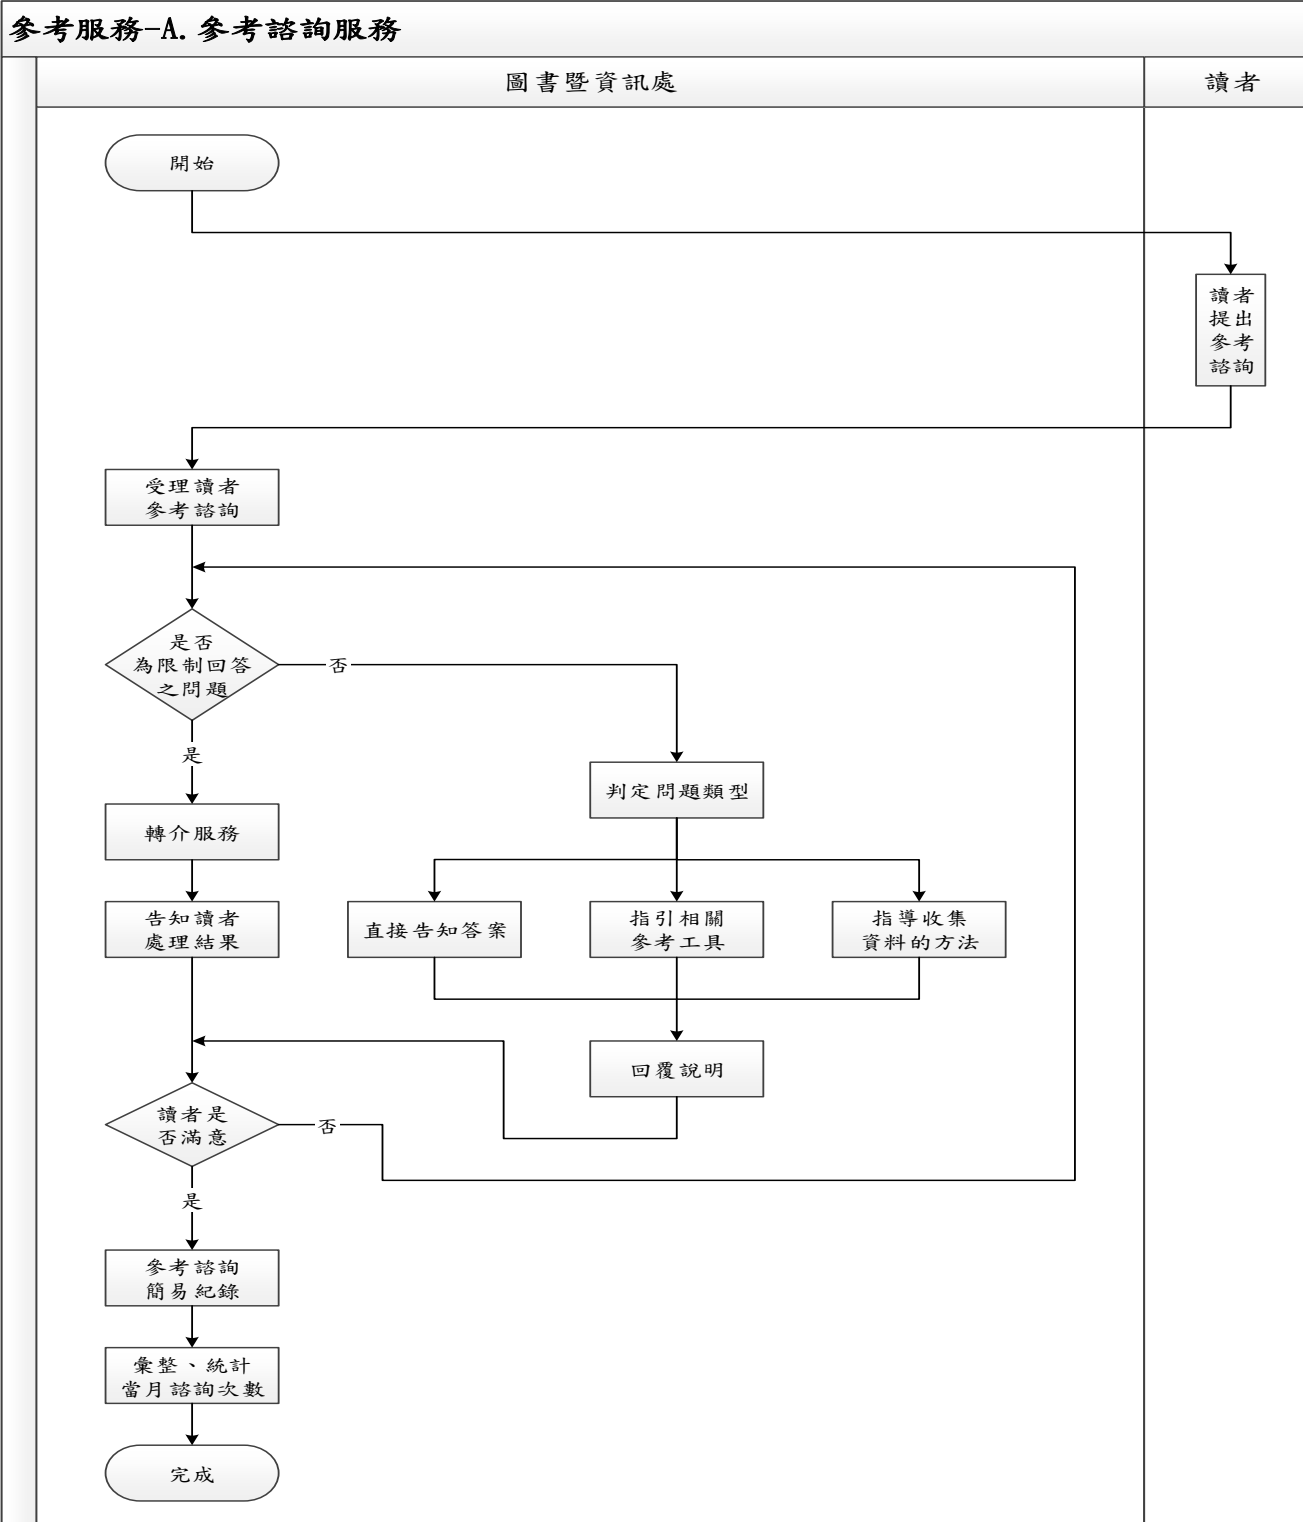 參考服務-A.參考諮詢服務
圖書暨資訊處
讀者
開始
讀者
提出
參考
諮詢
受理讀者
參考諮詢
是否
為限制回答
之問題
否
是
判定問題類型
轉介服務
告知讀者
處理結果
直接告知答案
指引相關
參考工具
指導收集
資料的方法
回覆說明
讀者是
否滿意
否
是
參考諮詢
簡易紀錄
彙整、統計
當月諮詢次數
完成